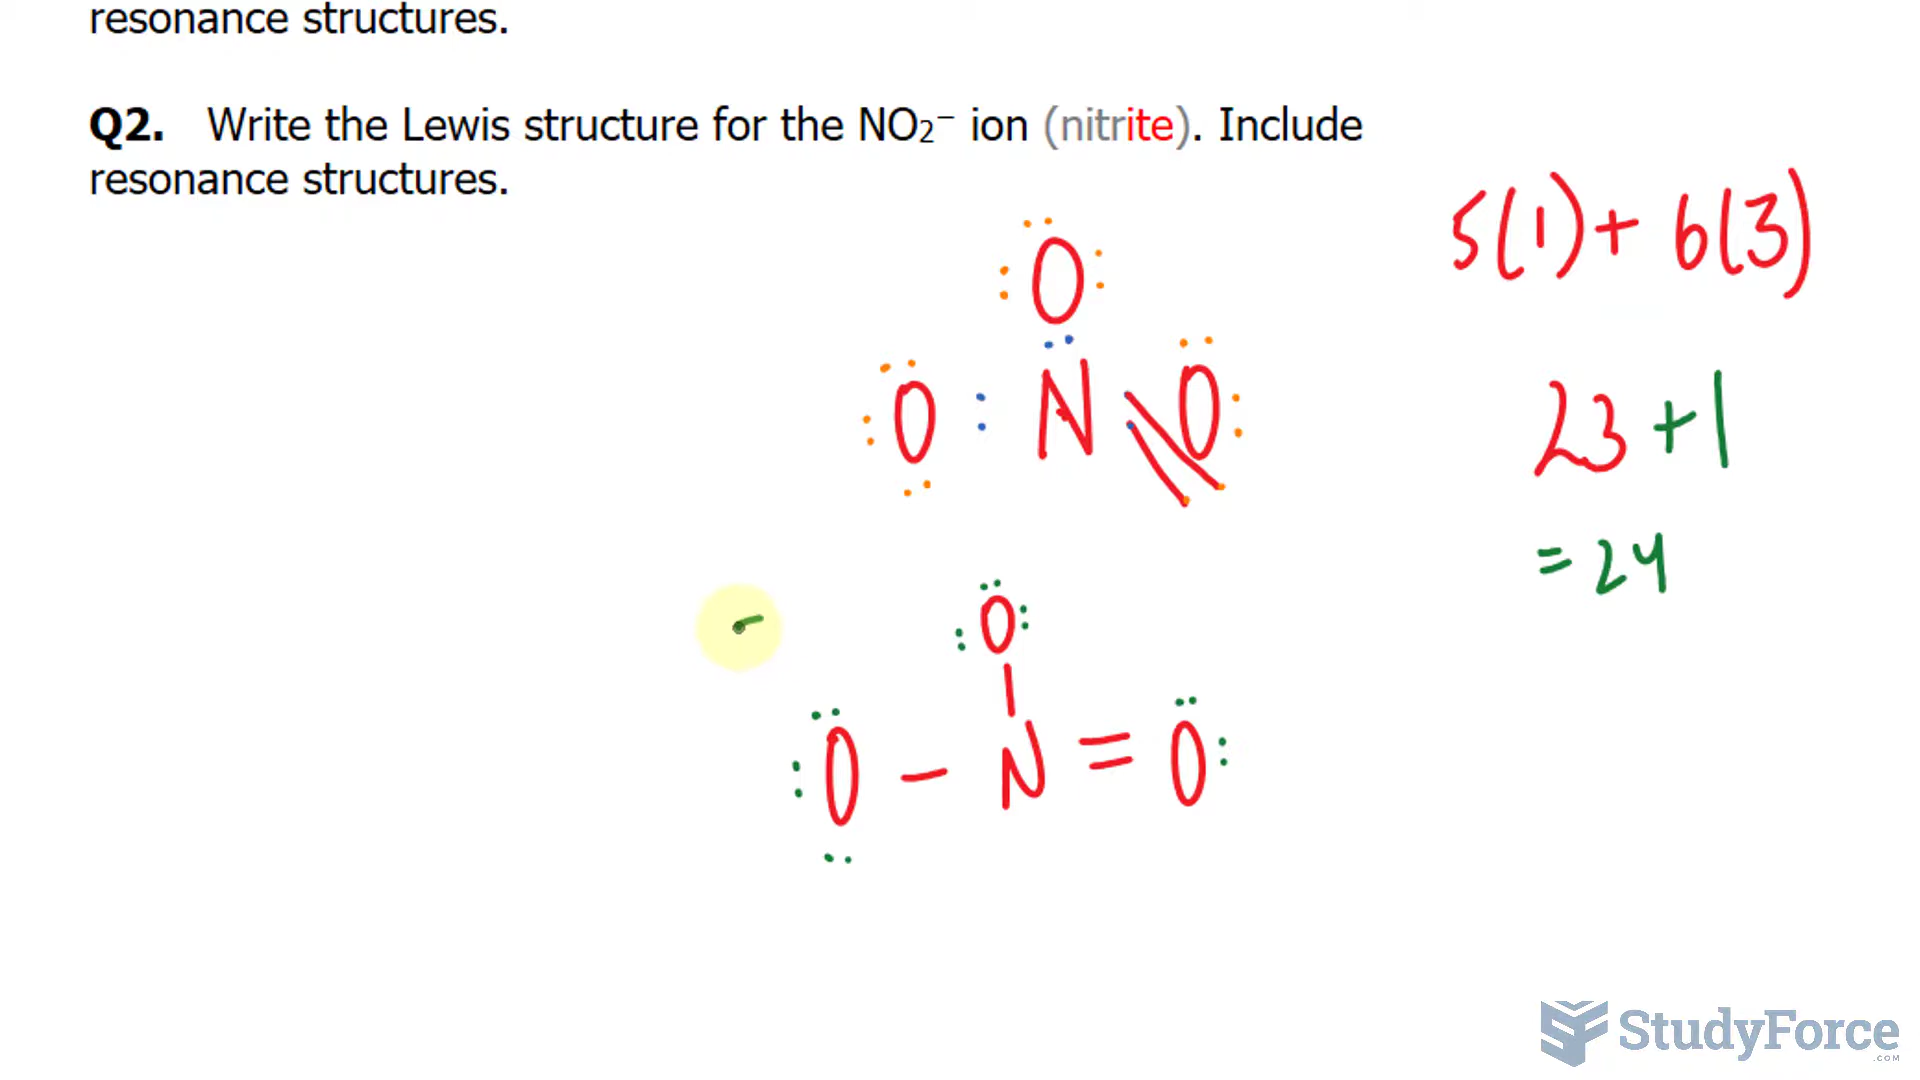 resonance structures.
Q2. Write the Lewis structure for the NO₂⁻ ion (nitrite). Include
resonance structures.
5(1)+ 6(3)
23 +1
= 24
O
O : N O
O
O - N = O
StudyForce
.COM